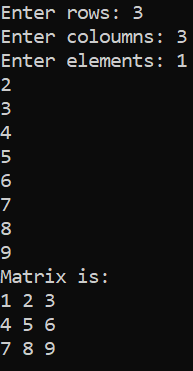 Enter rows: 3
Enter coloumns: 3
Enter elements: 1
2
3
4
5
6
7
8
9
Matrix is:
1 2 3
4 5 6
7 8 9